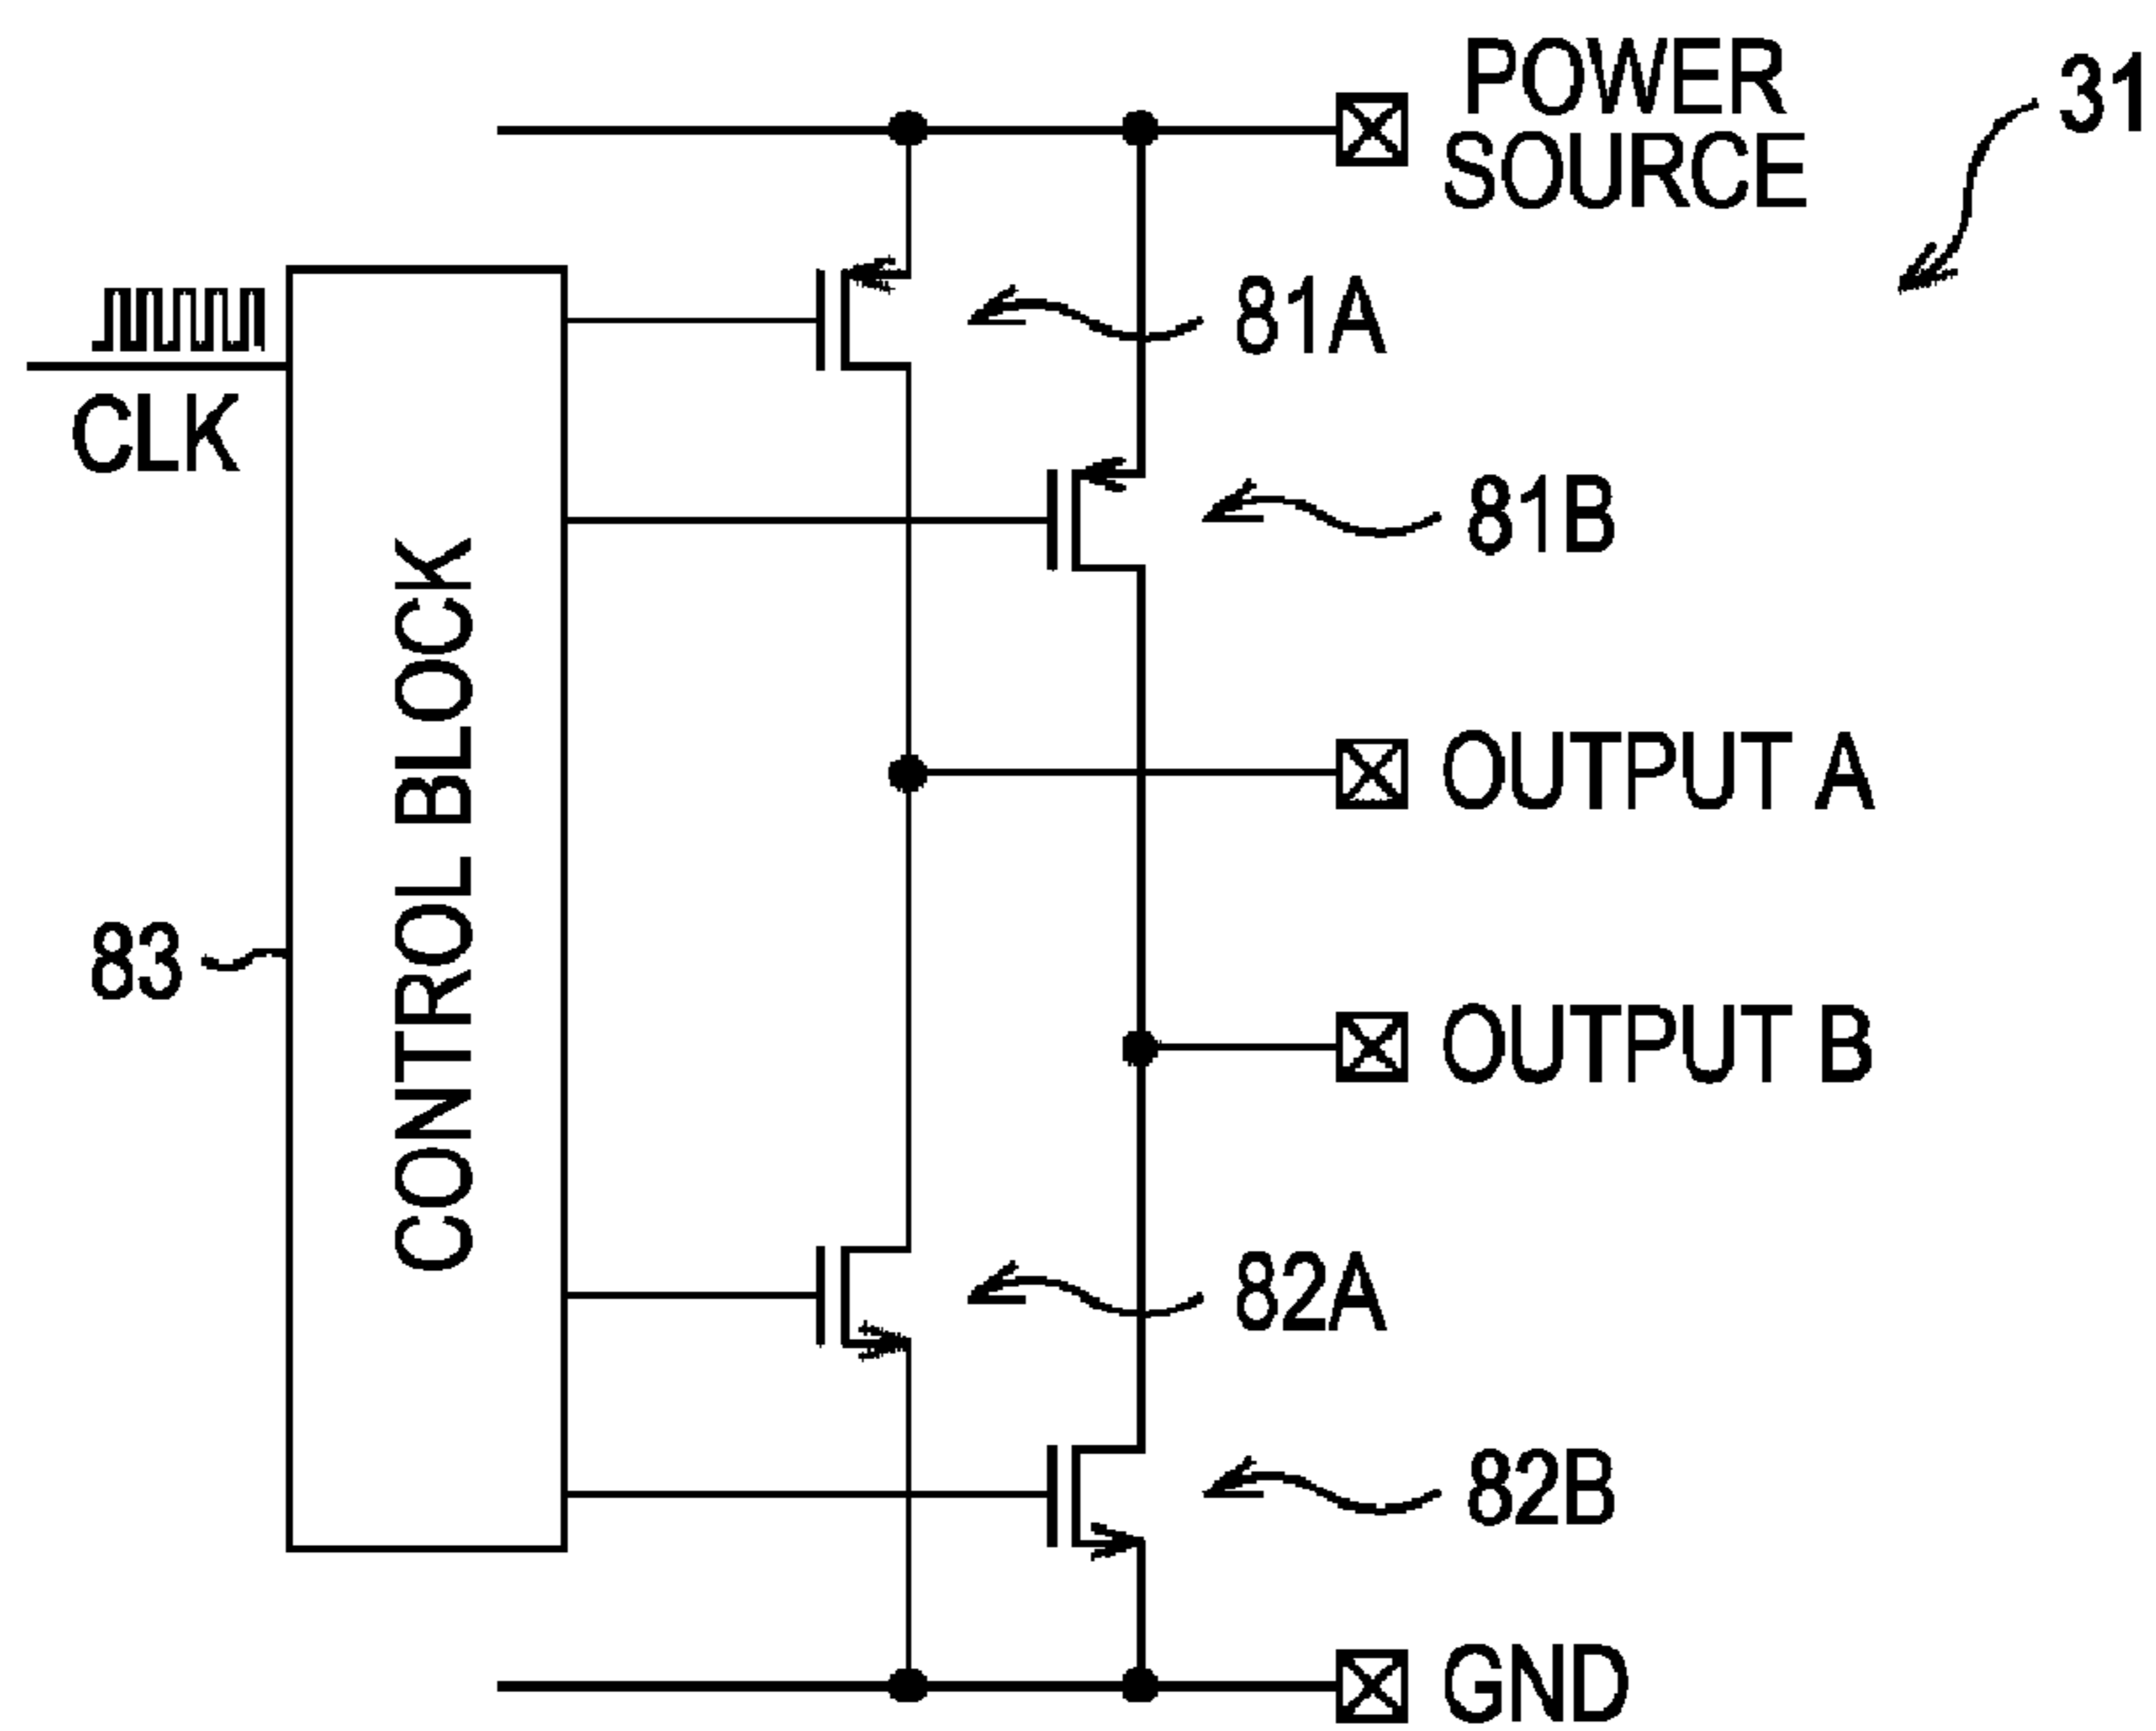 POWER
SOURCE
31
CLK
81A
81B
CONTROL BLOCK
OUTPUT A
83
OUTPUT B
82A
82B
GND